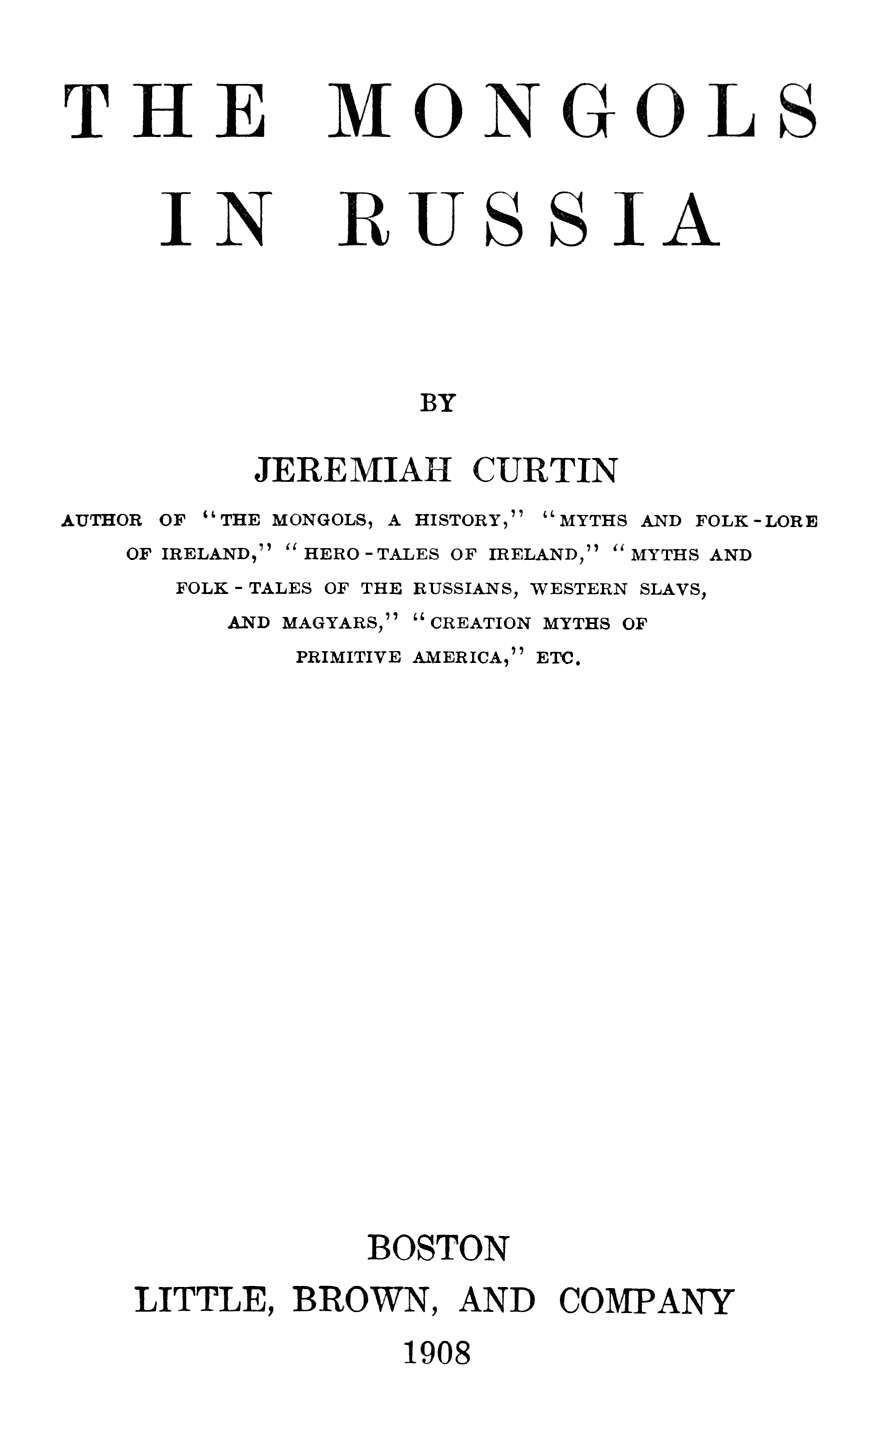 THE MONGOLS
IN RUSSIA
BY
JEREMIAH CURTIN
AUTHOR OF “THE MONGOLS, A HISTORY,” “MYTHS AND FOLK-LORE
OF IRELAND,” “HERO-TALES OF IRELAND,” “MYTHS AND
FOLK-TALES OF THE RUSSIANS, WESTERN SLAVS,
AND MAGYARS,” “CREATION MYTHS OF
PRIMITIVE AMERICA,” ETC.
BOSTON
LITTLE, BROWN, AND COMPANY
1908